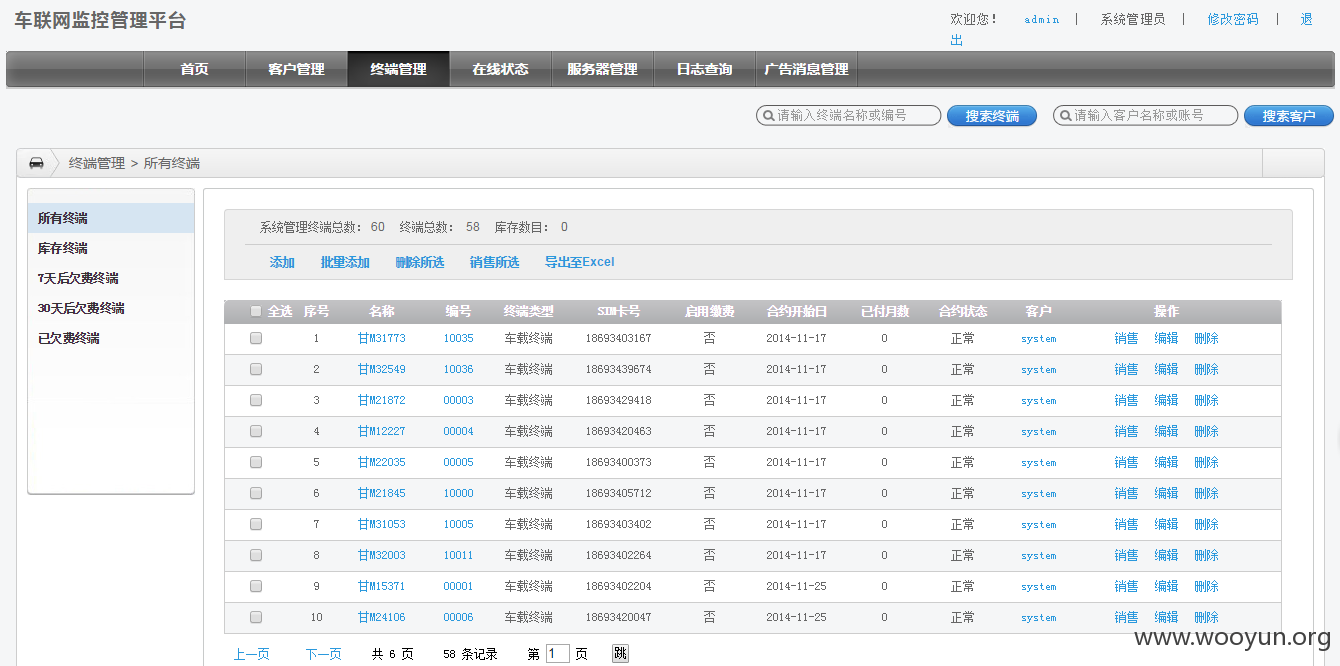 车联网监控管理平台
欢迎您! admin | 系统管理员 | 修改密码 | 退
出
首页 客户管理 终端管理 在线状态 服务器管理 日志查询 广告消息管理
请输入终端名称或编号 搜索终端 请输入客户名称或账号 搜索客户
终端管理 > 所有终端
所有终端
库存终端
7天后欠费终端
30天后欠费终端
已欠费终端
系统管理终端总数: 60 终端总数: 58 库存数目: 0
添加 批里添加 删除所选 销售所选 导出至Excel
全选 序号 名称 编号 终端类型 SIM卡号 启用缴费 合约开始日 已付月数 合约状态 客户 操作
1 甘M31773 10035 车载终端 18693403167 否 2014-11-17 0 正常 system 销售 编辑 删除
2 甘M32549 10036 车载终端 18693439674 否 2014-11-17 0 正常 system 销售 编辑 删除
3 甘M21872 00003 车载终端 18693429418 否 2014-11-17 0 正常 system 销售 编辑 删除
4 甘M12227 00004 车载终端 18693420463 否 2014-11-17 0 正常 system 销售 编辑 删除
5 甘M22035 00005 车载终端 18693400373 否 2014-11-17 0 正常 system 销售 编辑 删除
6 甘M21845 10000 车载终端 18693405712 否 2014-11-17 0 正常 system 销售 编辑 删除
7 甘M31053 10005 车载终端 18693403402 否 2014-11-17 0 正常 system 销售 编辑 删除
8 甘M32003 10011 车载终端 18693402264 否 2014-11-17 0 正常 system 销售 编辑 删除
9 甘M15371 00001 车载终端 18693402204 否 2014-11-25 0 正常 system 销售 编辑 删除
10 甘M24106 00006 车载终端 18693420047 否 2014-11-25 0 正常 system 销售 编辑 删除
上一页 下一页 共 6 页 58 条记录 第 1 页 跳
www.wooyun.org